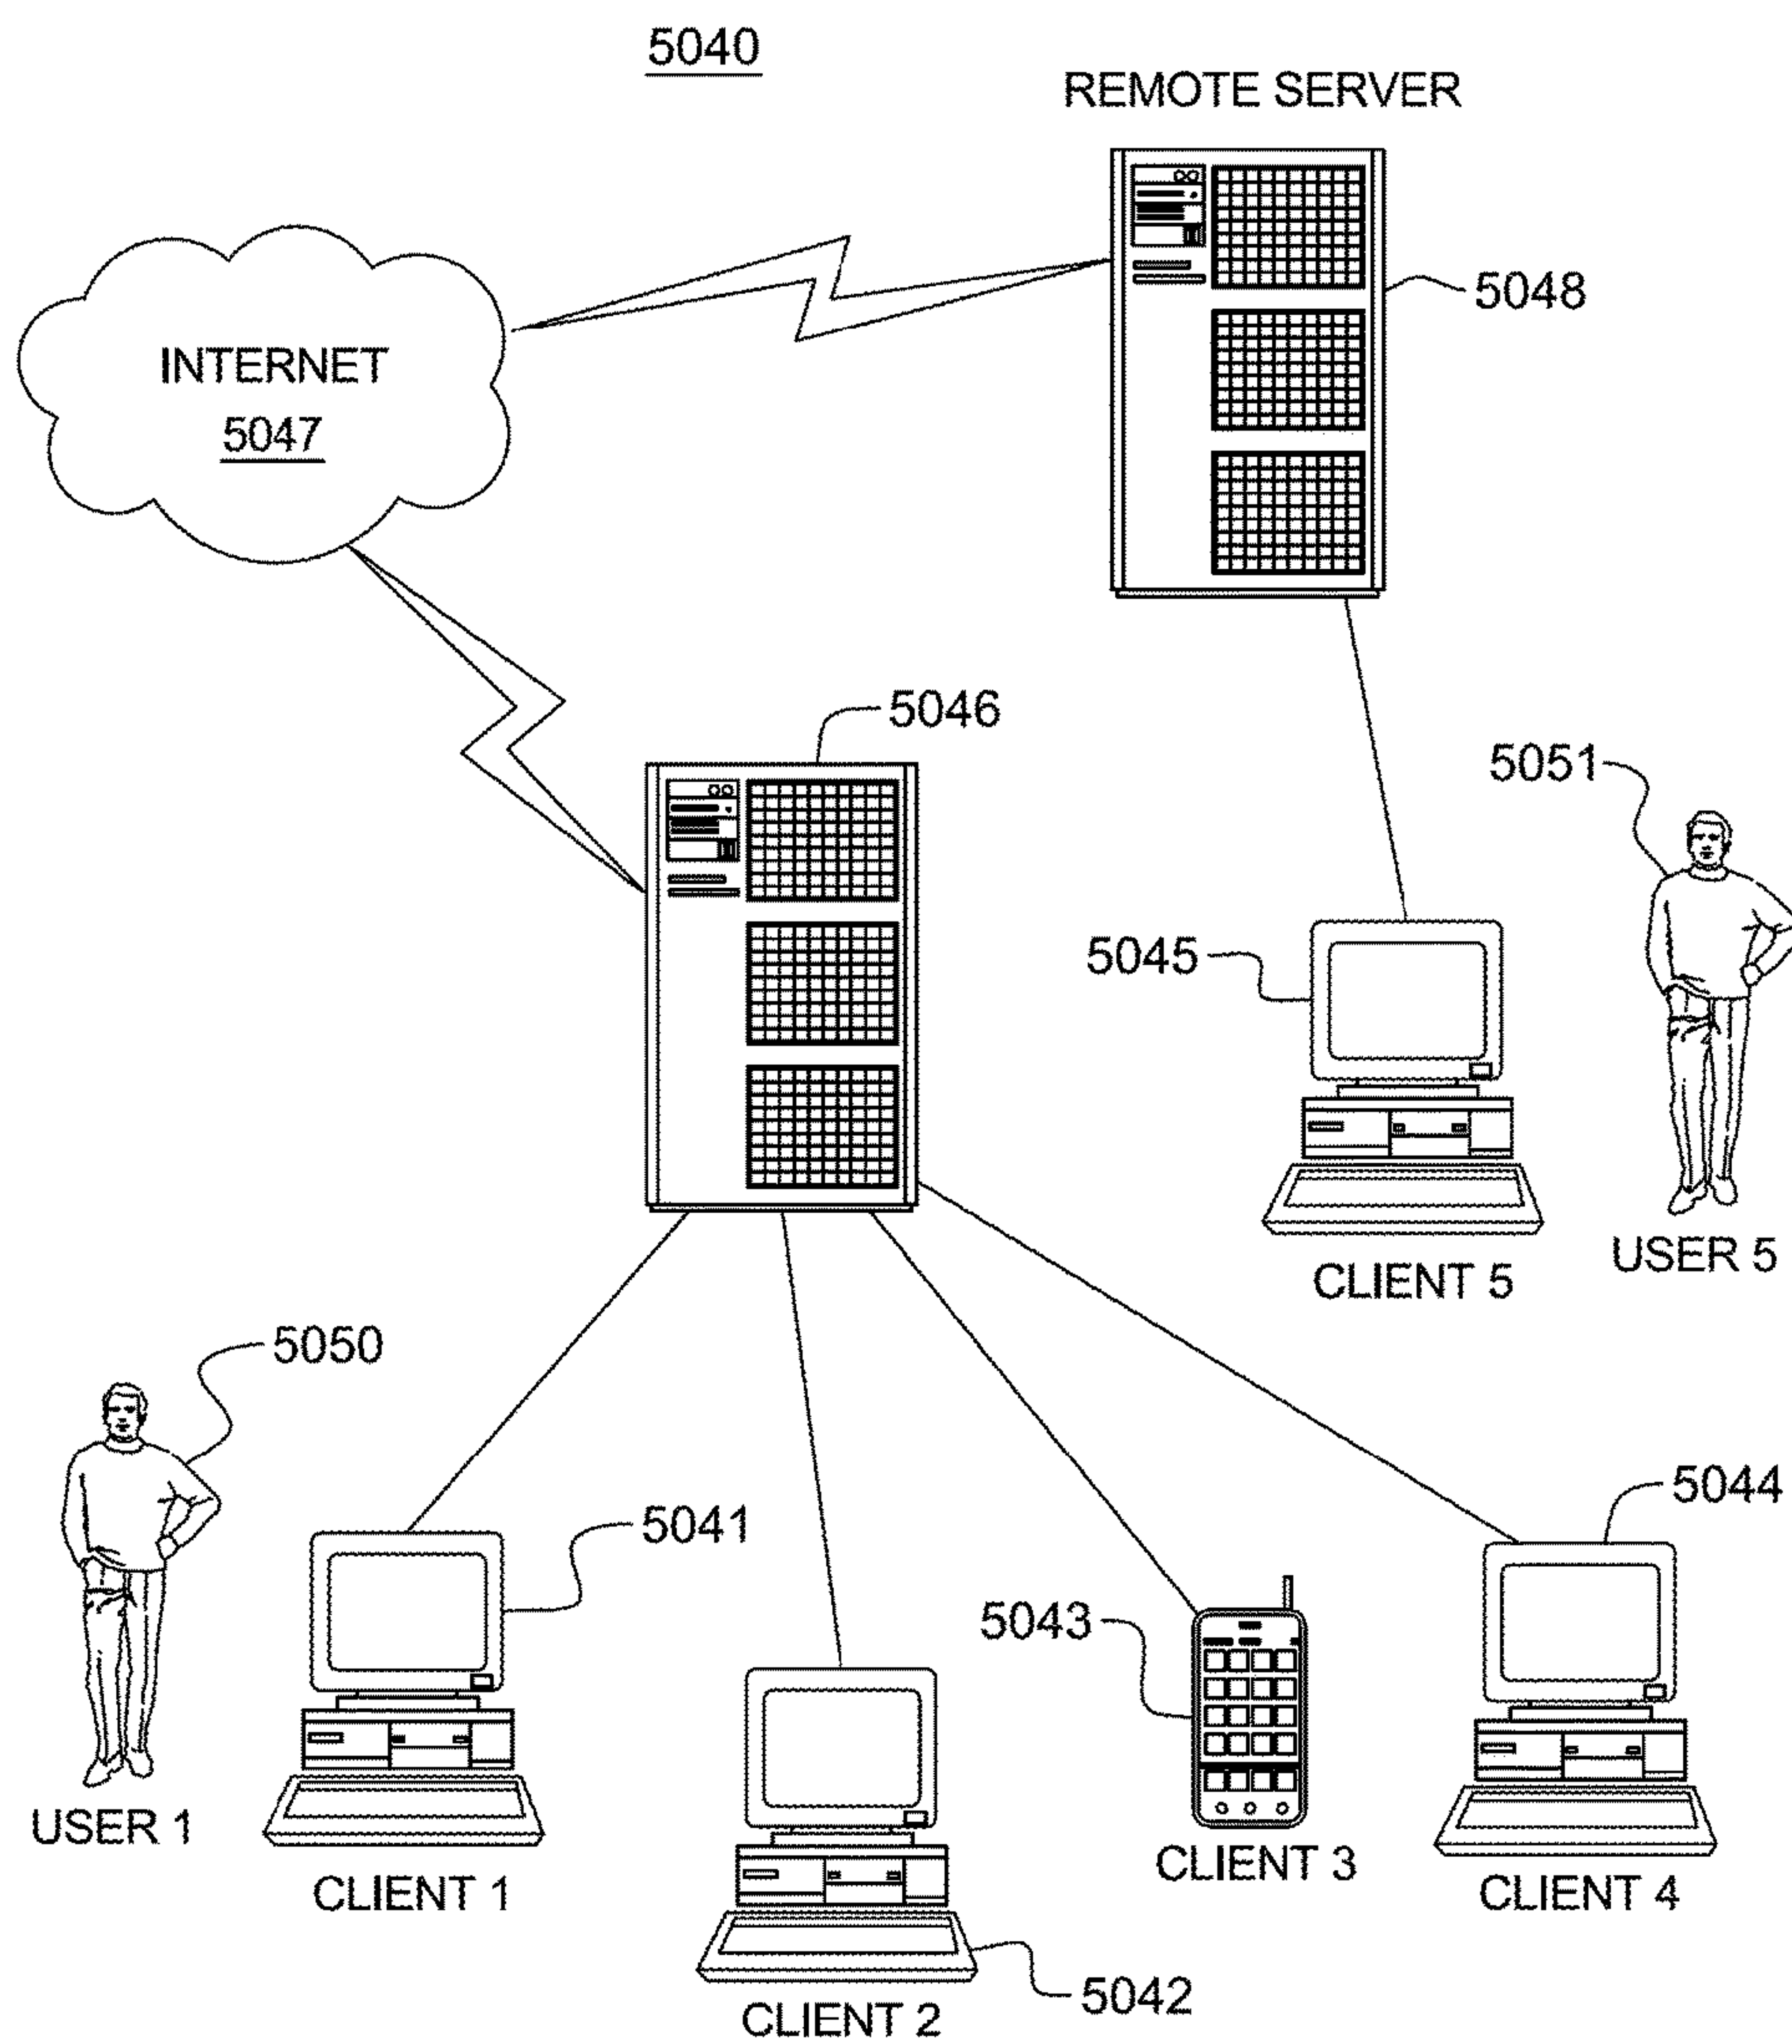 5040
REMOTE SERVER
5048
INTERNET
5047
5046
5051
5045
USER 5
CLIENT 5
5050
5044
5041
5043
USER 1
CLIENT 3
CLIENT 1
CLIENT 4
5042
CLIENT 2